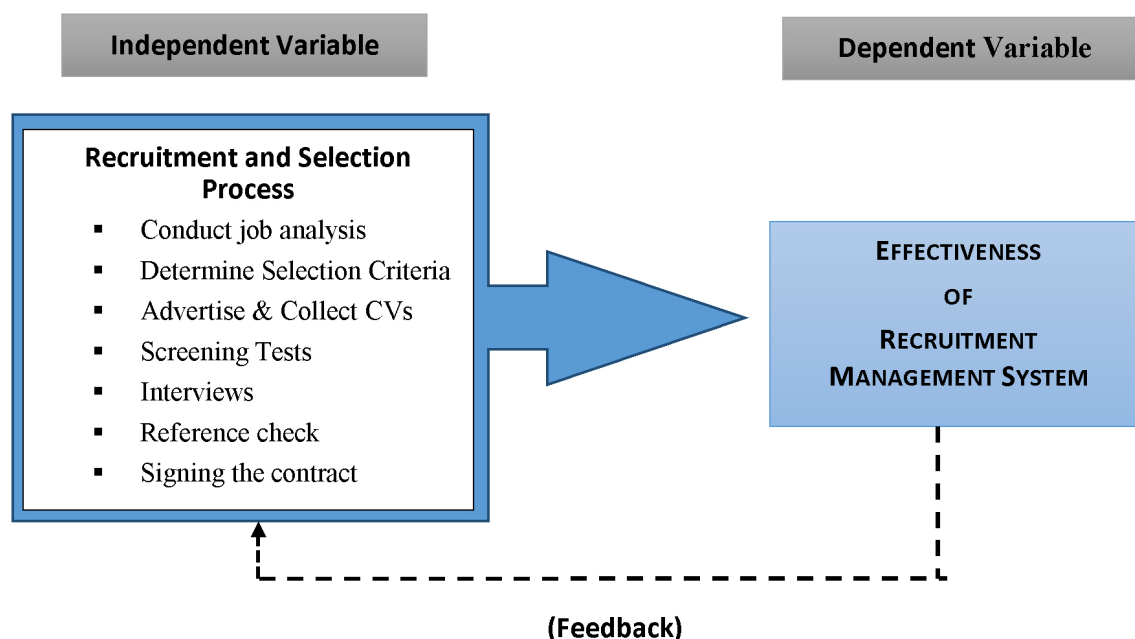 Independent Variable
Dependent Variable
Recruitment and Selection
Process
▪ Conduct job analysis
▪ Determine Selection Criteria
▪ Advertise & Collect CVs
▪ Screening Tests
▪ Interviews
▪ Reference check
▪ Signing the contract
EFFECTIVENESS
OF
RECRUITMENT
MANAGEMENT SYSTEM
(Feedback)